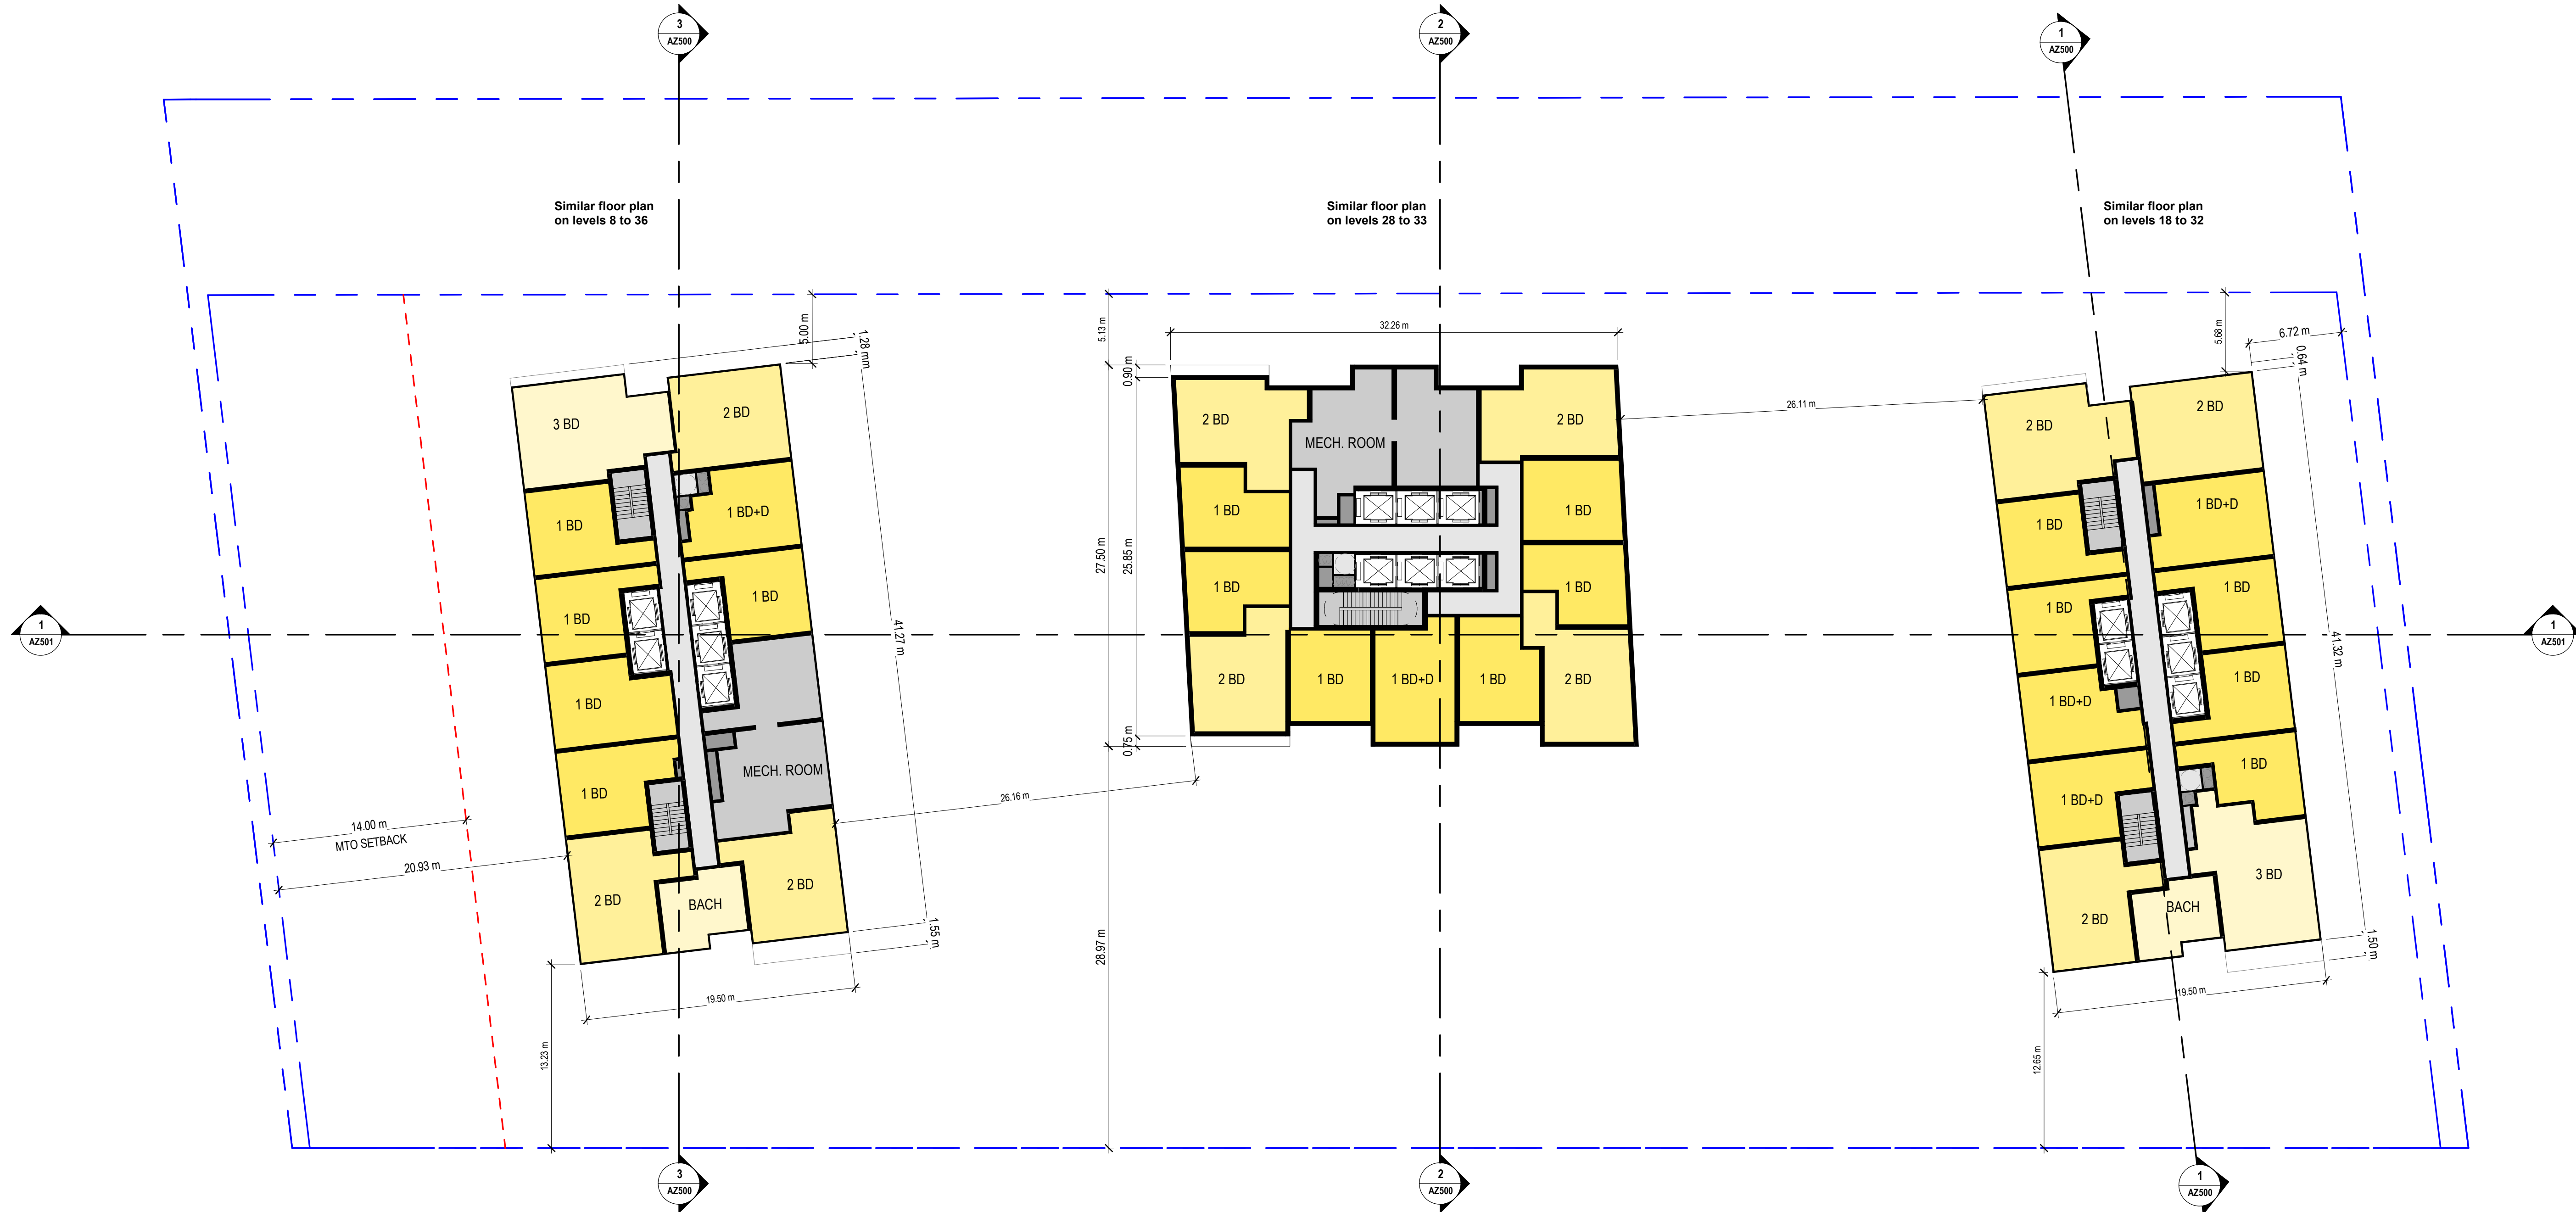 3
AZ500
2
AZ500
1
AZ500
Similar floor plan
on levels 8 to 36
Similar floor plan
on levels 28 to 33
Similar floor plan
on levels 18 to 32
5.00 m
1.28 mm
5.13 m
32.26 m
0.90 m
5.68 m
6.72 m
0.64 m
26.11 m
3 BD
2 BD
1 BD
1 BD+D
1 BD
1 BD
1 BD
1 BD
MECH. ROOM
2 BD
BACH
2 BD
41.27 m
1.55 m
19.50 m
13.23 m
14.00 m
MTO SETBACK
20.93 m
26.16 m
27.50 m
25.85 m
0.75 m
28.97 m
2 BD
MECH. ROOM
2 BD
1 BD
1 BD
1 BD
1 BD
2 BD
1 BD
1 BD+D
1 BD
2 BD
2 BD
2 BD
1 BD
1 BD+D
1 BD
1 BD
1 BD+D
1 BD
1 BD+D
1 BD
2 BD
BACH
3 BD
41.32 m
1.50 m
19.50 m
12.65 m
1
AZ501
1
AZ501
3
AZ500
2
AZ500
1
AZ500